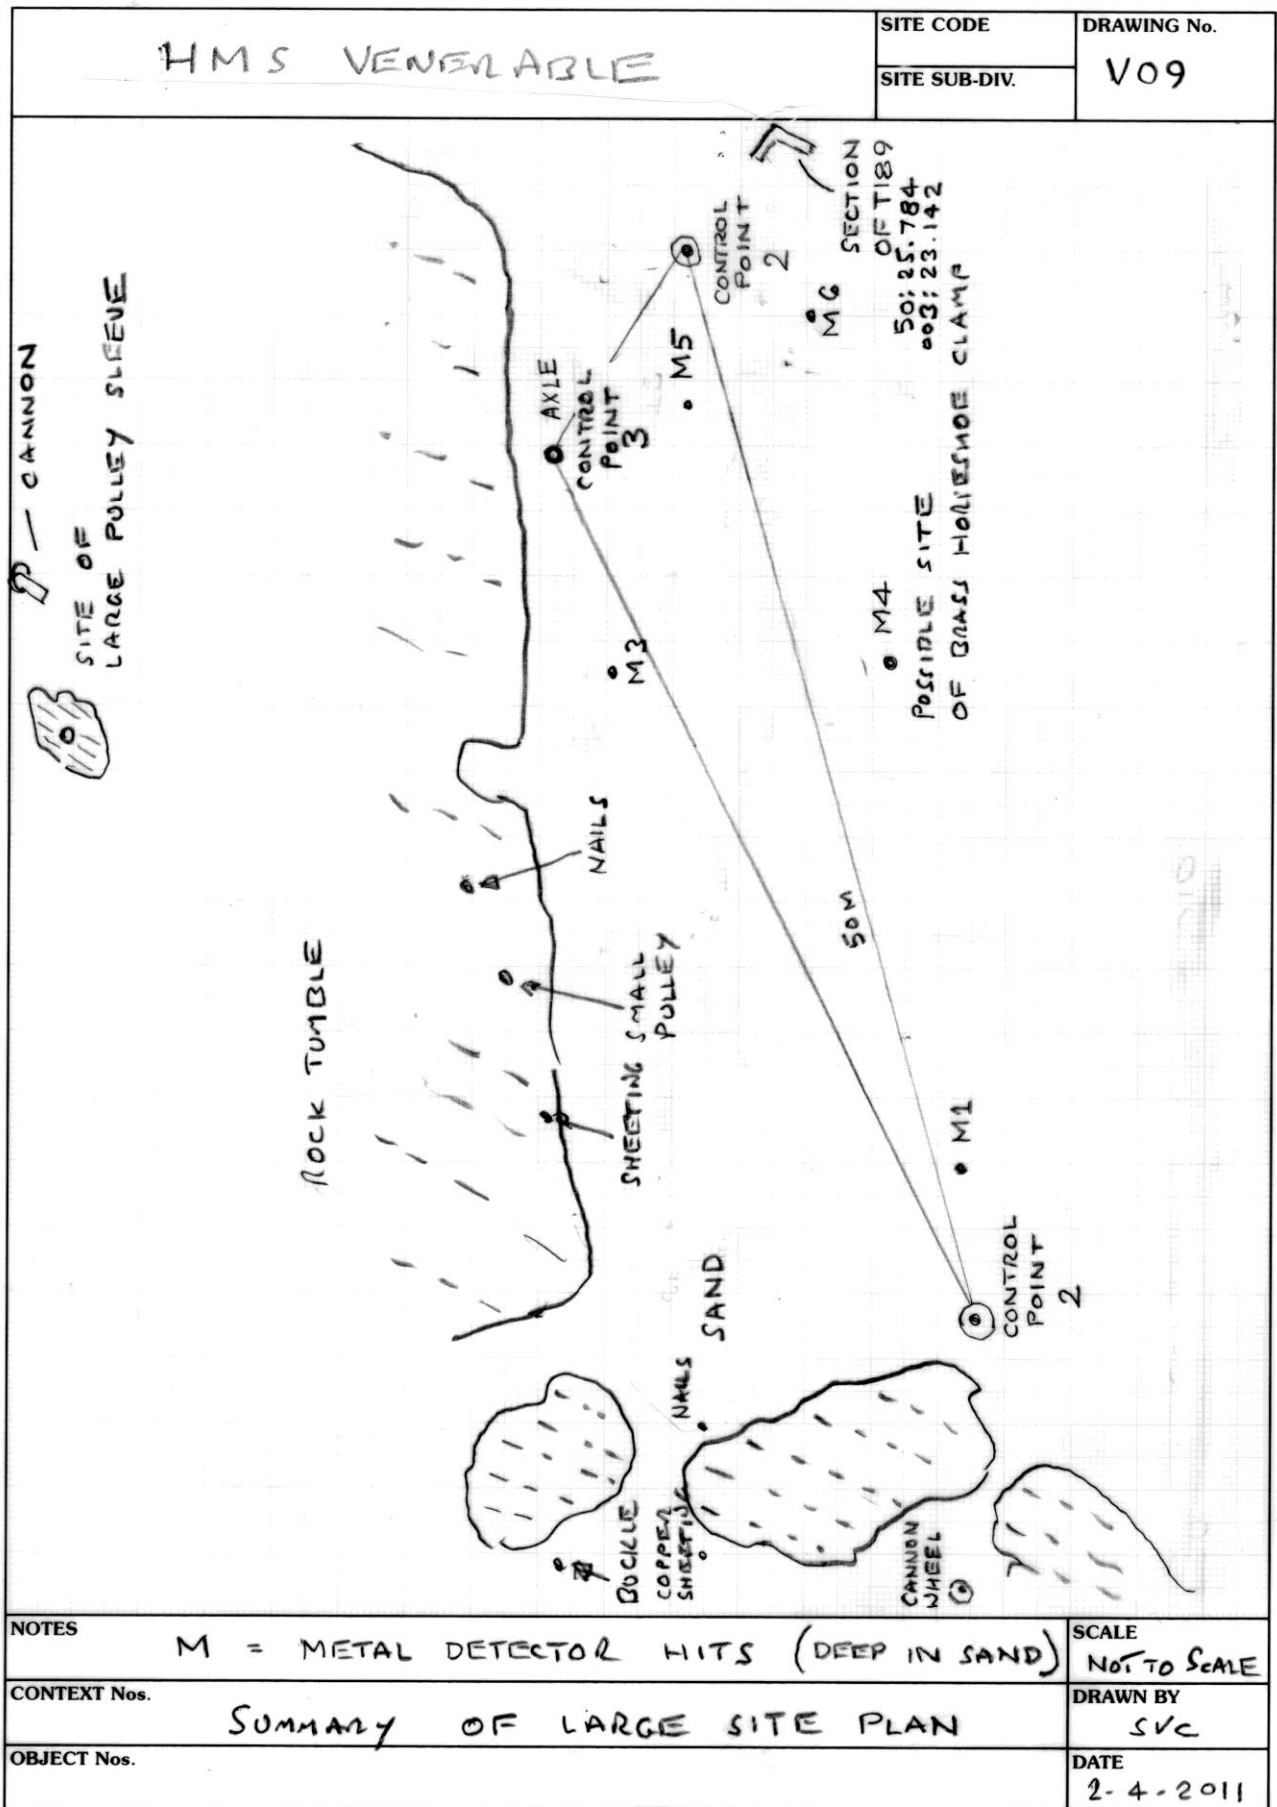 HMS VENERABLE
SITE CODE
SITE SUB-DIV.
DRAWING No.
V09
CANNON
SITE OF
LARGE PULLEY SLEEVE
ROCK TUMBLE
AXLE
CONTROL
POINT
3
CONTROL
POINT
2
SECTION
OF T189
50:25.784
003:23.142
M6
M5
M4
POSSIBLE SITE
OF BRASS HORSESHOE CLAMP
M3
NAILS
SMALL
PULLEY
SHEETING
50M
M1
SAND
CONTROL
POINT
2
NAILS
BUCKLE
COPPER
SHEETING
CANNON
WHEEL
NOTES
M = METAL DETECTOR HITS (DEEP IN SAND)
SCALE
NOT TO SCALE
CONTEXT Nos.
SUMMARY OF LARGE SITE PLAN
DRAWN BY
SVC
OBJECT Nos.
DATE
2-4-2011